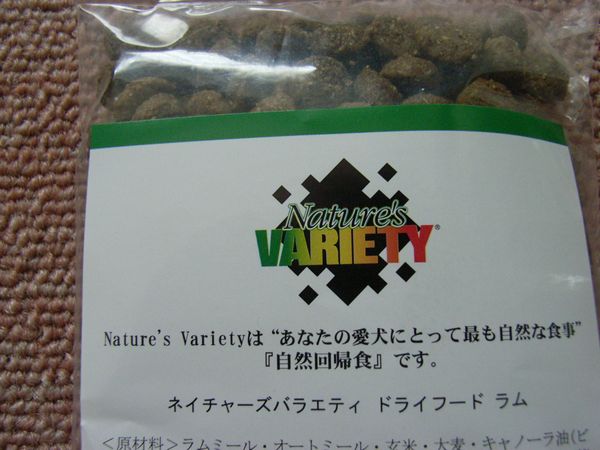 Nature's
VARIETY®
Nature's Varietyは“あなたの愛犬にとって最も自然な食事”
『自然回帰食』です。
ネイチャーズバラエティ ドライフード ラム
＜原材料＞ラムミール・オートミール・玄米・大麦・キャノーラ油(ビ